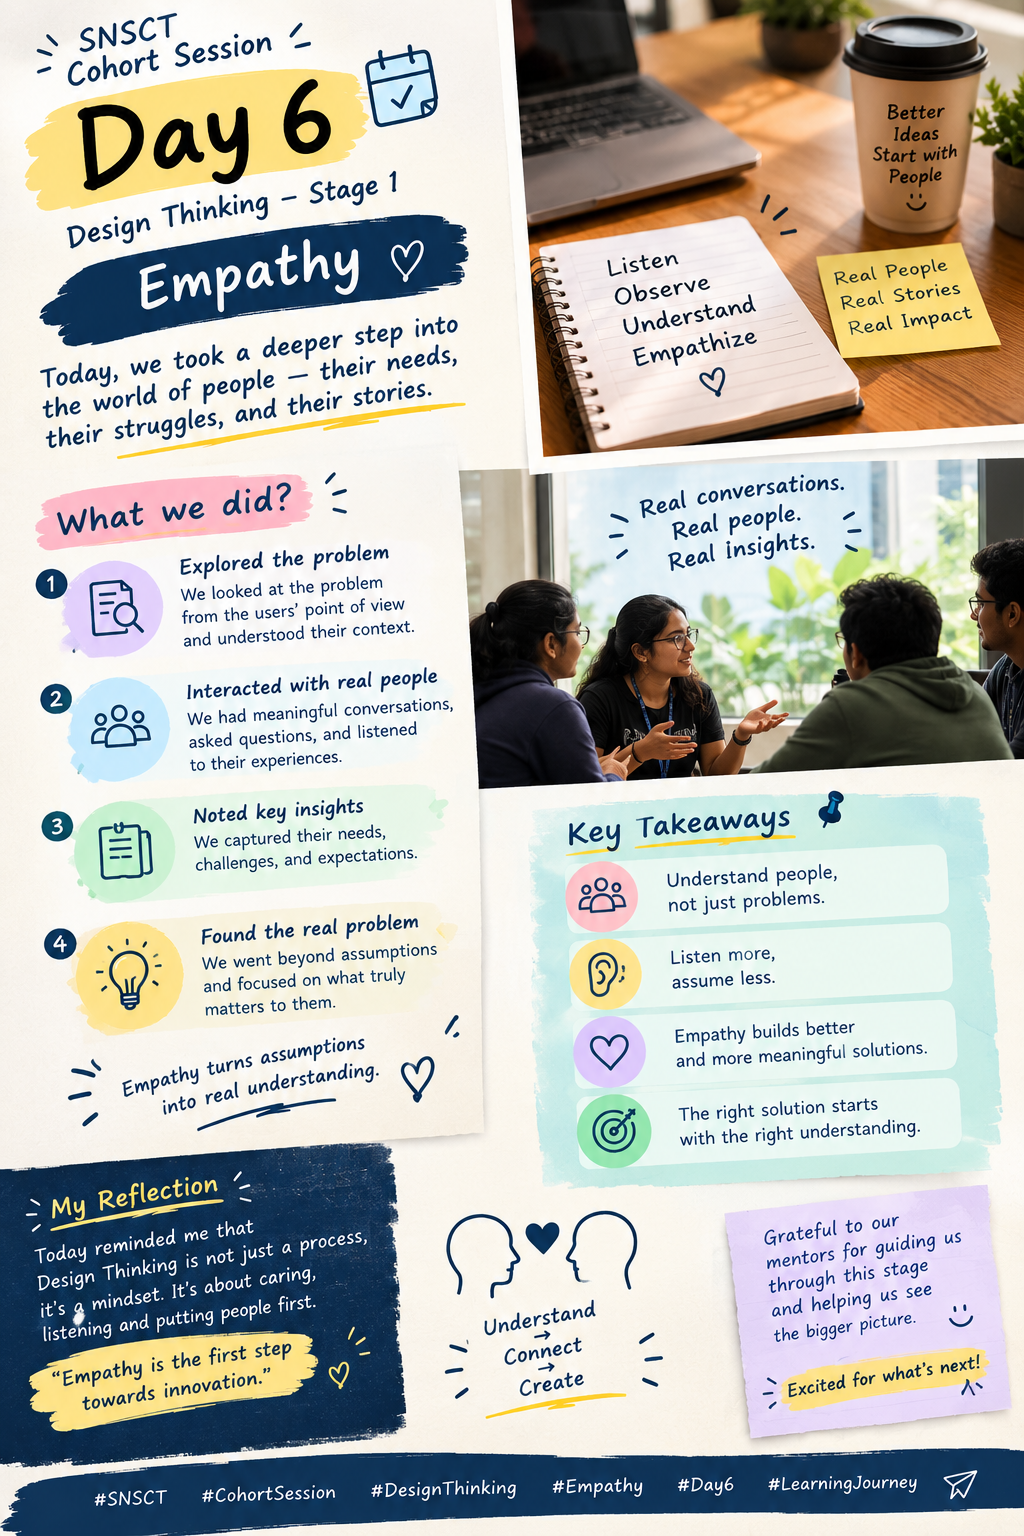 SNSCT
Cohort Session
Day 6
Design Thinking – Stage 1
Empathy
Today, we took a deeper step into
the world of people — their needs,
their struggles, and their stories.
Better
Ideas
Start with
People
Listen
Observe
Understand
Empathize
Real People
Real Stories
Real Impact
What we did?
1
Explored the problem
We looked at the problem
from the users' point of view
and understood their context.
2
Interacted with real people
We had meaningful conversations,
asked questions, and listened
to their experiences.
3
Noted key insights
We captured their needs,
challenges, and expectations.
4
Found the real problem
We went beyond assumptions
and focused on what truly
matters to them.
Empathy turns assumptions
into real understanding.
Real conversations.
Real people.
Real insights.
Key Takeaways
Understand people,
not just problems.
Listen more,
assume less.
Empathy builds better
and more meaningful solutions.
The right solution starts
with the right understanding.
My Reflection
Today reminded me that
Design Thinking is not just a process,
it's a mindset. It's about caring,
listening and putting people first.
"Empathy is the first step
towards innovation."
Understand
→
Connect
→
Create
Grateful to our
mentors for guiding us
through this stage
and helping us see
the bigger picture.
Excited for what's next!
#SNSCT #CohortSession #DesignThinking #Empathy #Day6 #LearningJourney